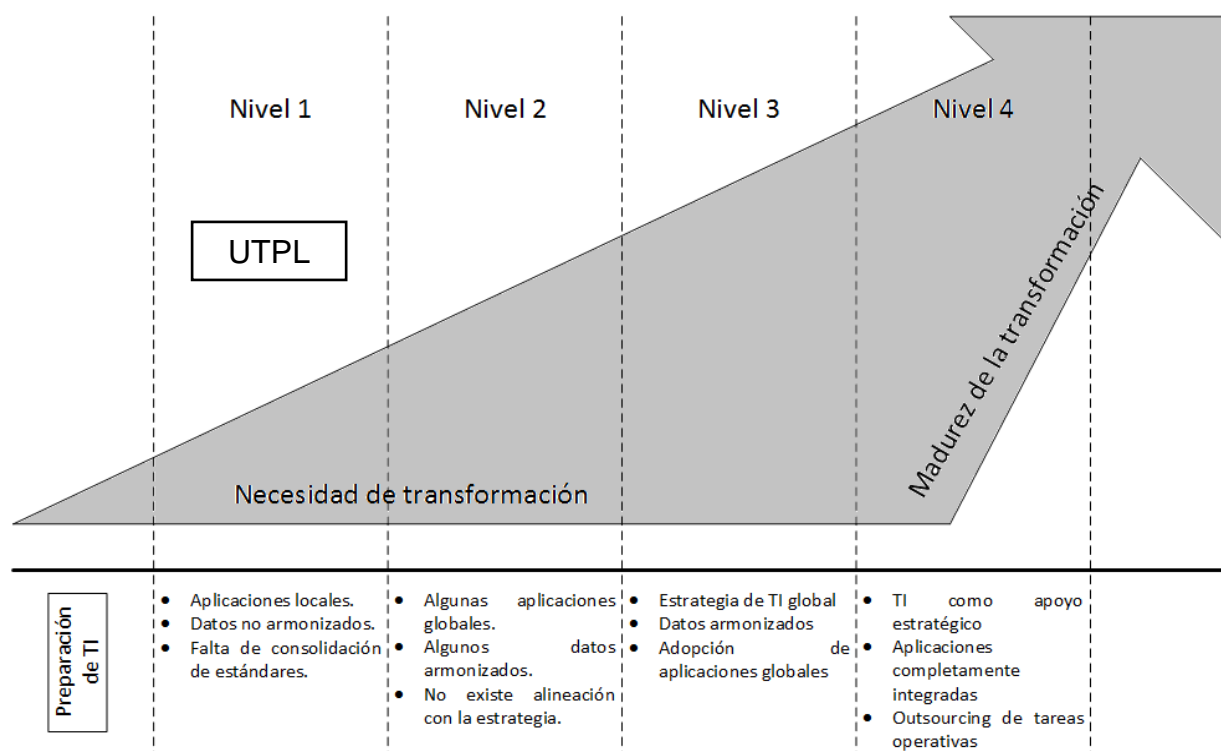 Nivel 1
Nivel 2
Nivel 3
Nivel 4
UTPL
Necesidad de transformación
Madurez de la transformación
Preparación
de TI
• Aplicaciones locales.
• Datos no armonizados.
• Falta de consolidación
de estándares.
• Algunas aplicaciones
globales.
• Algunos datos
armonizados.
• No existe alineación
con la estrategia.
• Estrategia de TI global
• Datos armonizados
• Adopción de
aplicaciones globales
• TI como apoyo
estratégico
• Aplicaciones
completamente
integradas
• Outsourcing de tareas
operativas